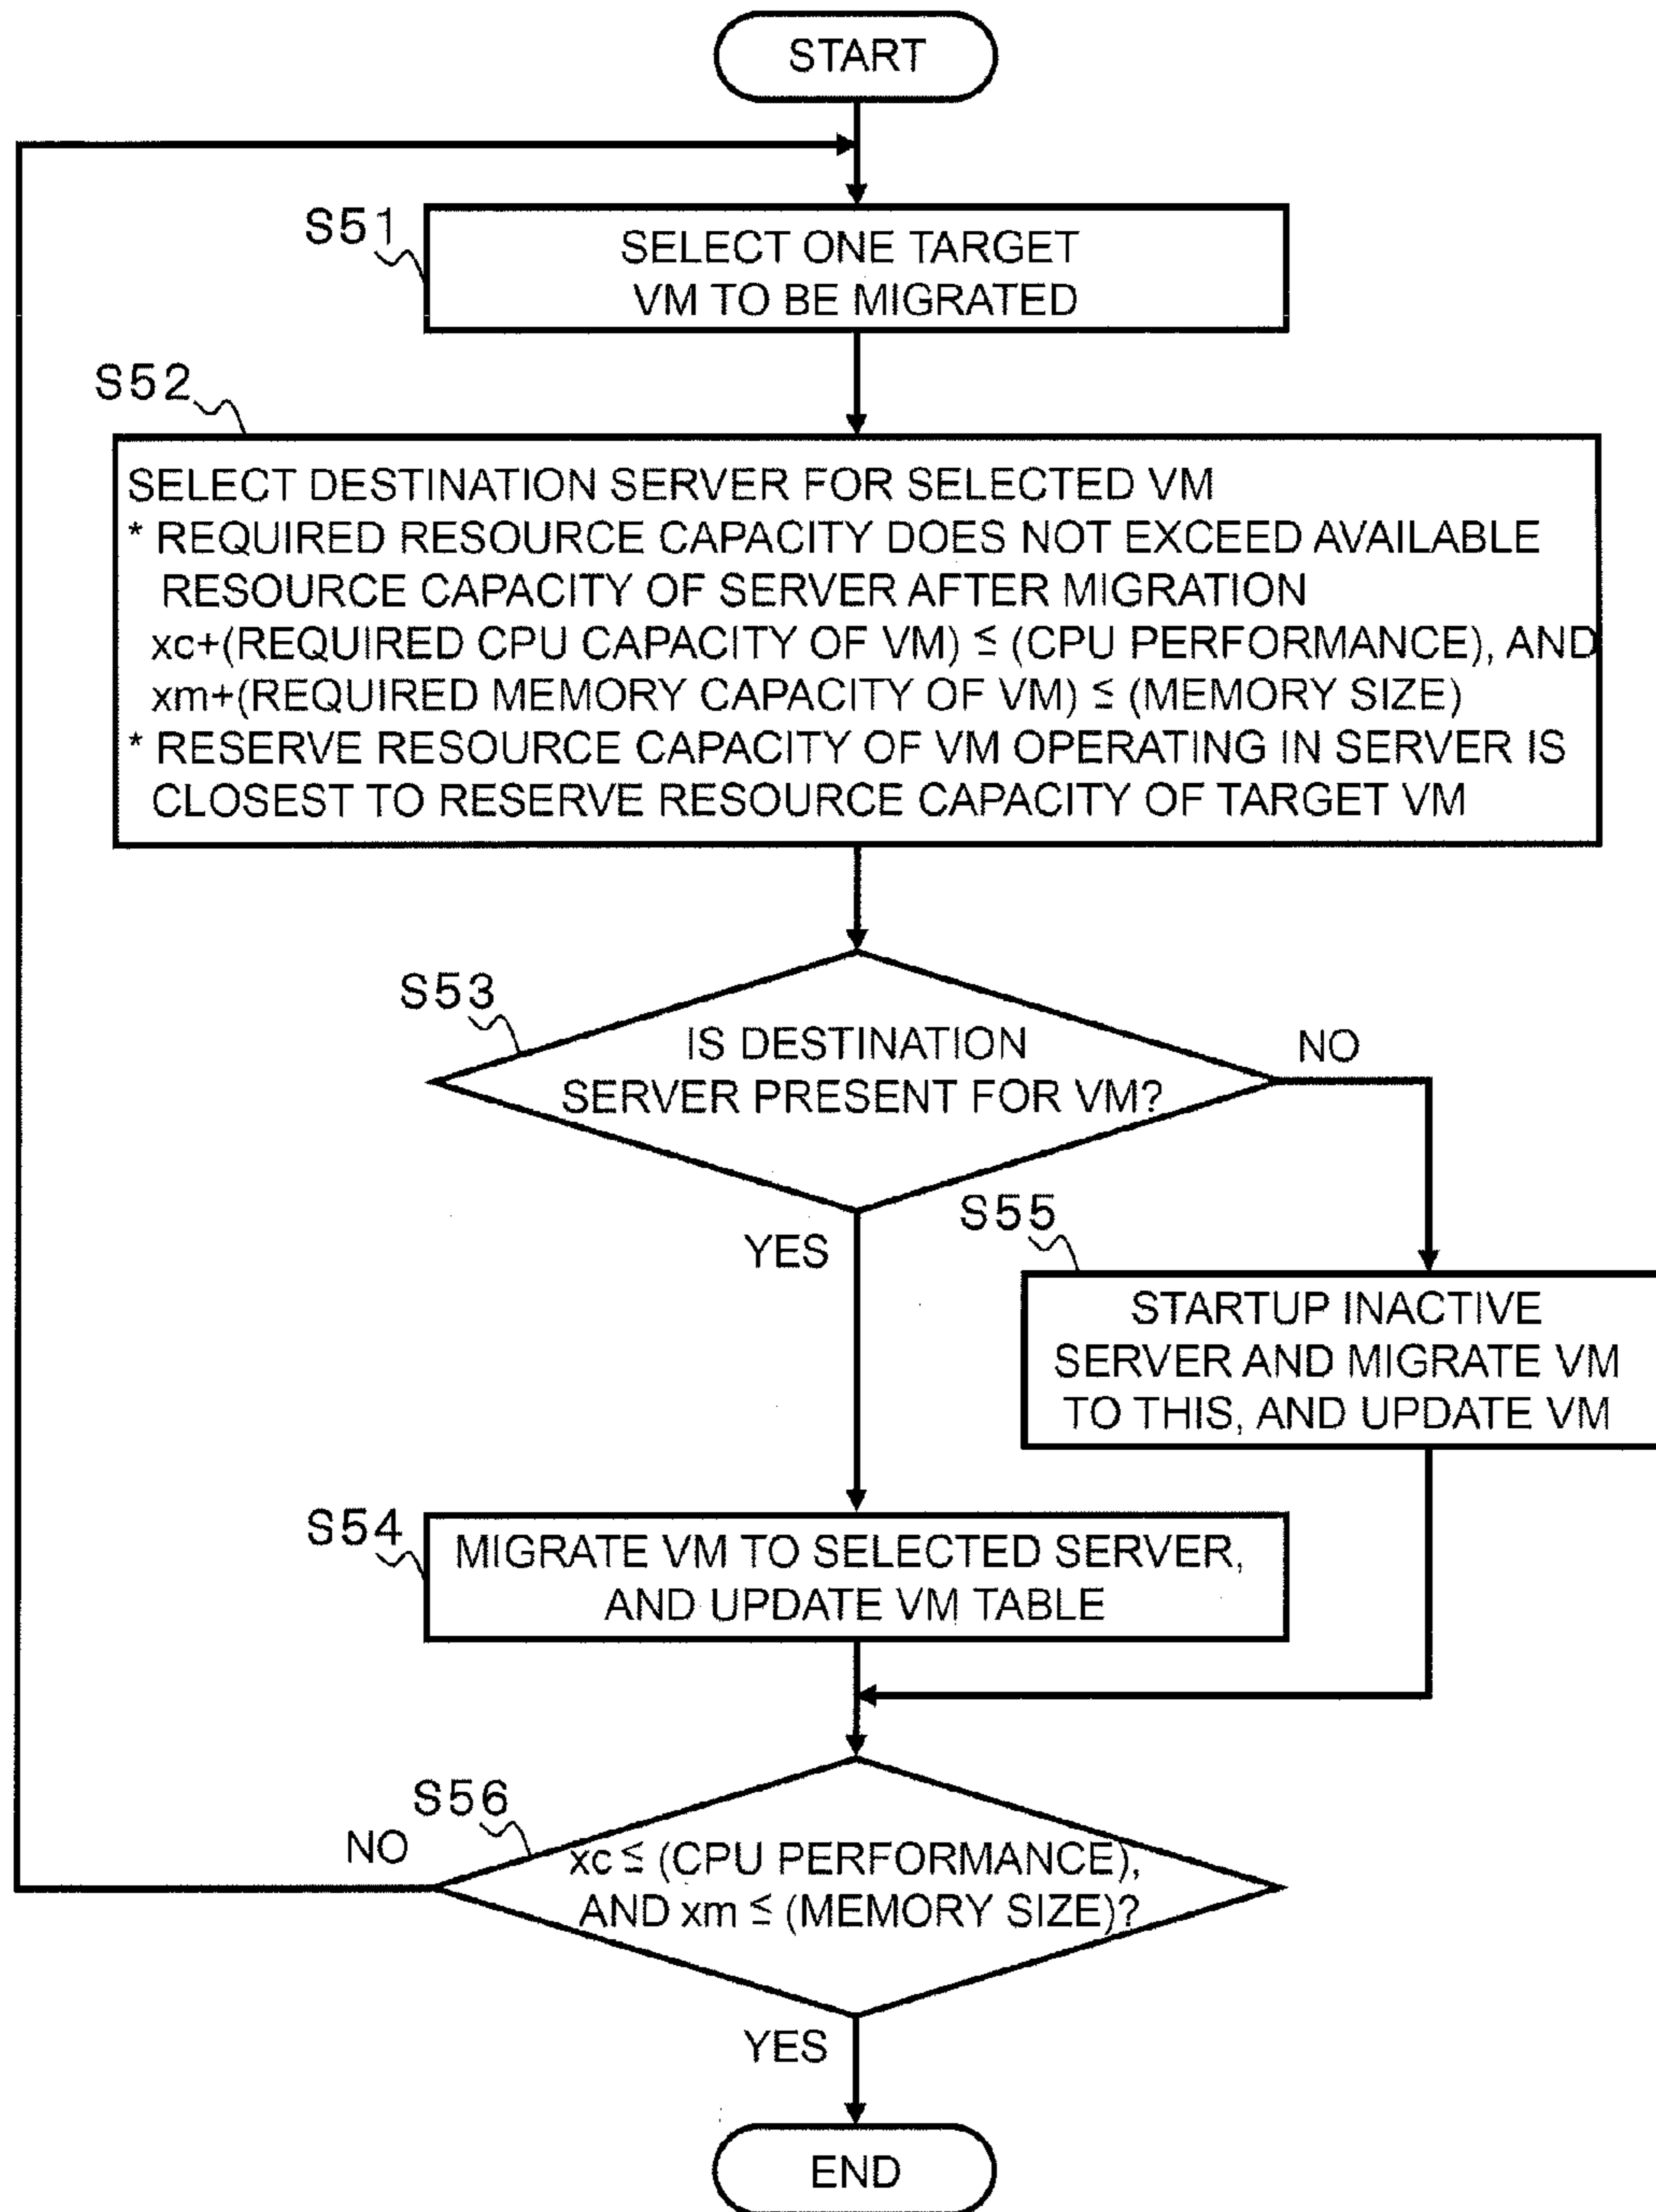 START
S51
SELECT ONE TARGET
VM TO BE MIGRATED
S52
SELECT DESTINATION SERVER FOR SELECTED VM
* REQUIRED RESOURCE CAPACITY DOES NOT EXCEED AVAILABLE
RESOURCE CAPACITY OF SERVER AFTER MIGRATION
xc+(REQUIRED CPU CAPACITY OF VM) ≦ (CPU PERFORMANCE), AND
xm+(REQUIRED MEMORY CAPACITY OF VM) ≦ (MEMORY SIZE)
* RESERVE RESOURCE CAPACITY OF VM OPERATING IN SERVER IS
CLOSEST TO RESERVE RESOURCE CAPACITY OF TARGET VM
S53
IS DESTINATION
SERVER PRESENT FOR VM?
NO
YES
S55
STARTUP INACTIVE
SERVER AND MIGRATE VM
TO THIS, AND UPDATE VM
S54
MIGRATE VM TO SELECTED SERVER,
AND UPDATE VM TABLE
S56
NO
xc ≦ (CPU PERFORMANCE),
AND xm ≦ (MEMORY SIZE)?
YES
END